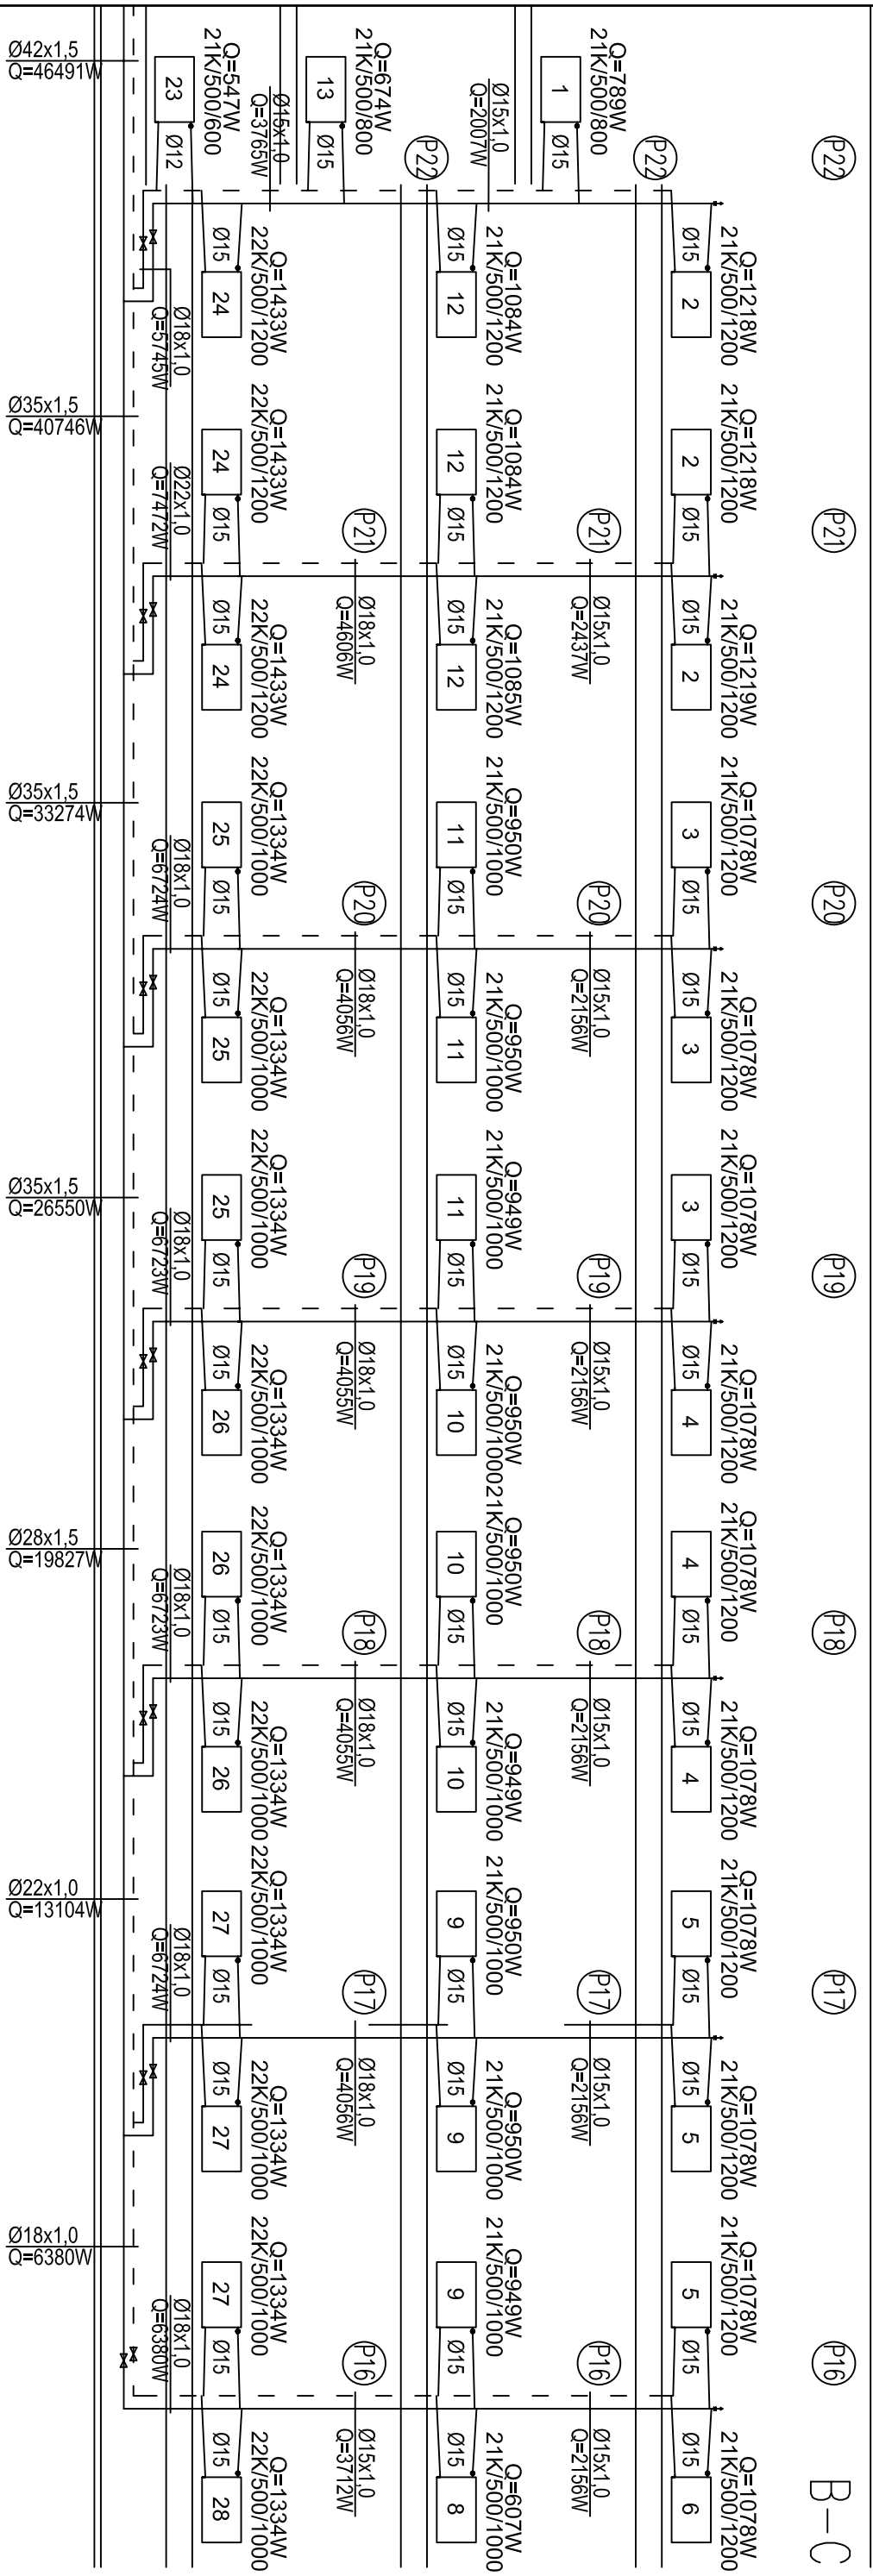 B-C
P22
P21
P20
P19
P18
P17
P16
Q=1218W
21K/500/1200
2
Ø15
Q=1218W
21K/500/1200
2
Ø15
Q=1219W
21K/500/1200
2
Ø15
Q=1078W
21K/500/1200
3
Ø15
Q=1078W
21K/500/1200
3
Ø15
Q=1078W
21K/500/1200
3
Ø15
Q=1078W
21K/500/1200
4
Ø15
Q=1078W
21K/500/1200
4
Ø15
Q=1078W
21K/500/1200
4
Ø15
Q=1078W
21K/500/1200
5
Ø15
Q=1078W
21K/500/1200
5
Ø15
Q=1078W
21K/500/1200
5
Ø15
Q=1078W
21K/500/1200
6
Ø15
P22
Q=789W
21K/500/800
1
Ø15
P21
Ø15x1,0
Q=2437W
P20
Ø15x1,0
Q=2156W
P19
Ø15x1,0
Q=2156W
P18
Ø15x1,0
Q=2156W
P17
Ø15x1,0
Q=2156W
P16
Ø15x1,0
Q=2156W
Ø15x1,0
Q=2007W
Q=1084W
21K/500/1200
12
Ø15
Q=1084W
21K/500/1200
12
Ø15
Q=1085W
21K/500/1200
12
Ø15
Q=950W
21K/500/1000
11
Ø15
Q=950W
21K/500/1000
11
Ø15
Q=949W
21K/500/1000
11
Ø15
Q=950W
21K/500/1000
10
Ø15
Q=950W
21K/500/1000
10
Ø15
Q=949W
21K/500/1000
10
Ø15
Q=950W
21K/500/1000
9
Ø15
Q=950W
21K/500/1000
9
Ø15
Q=949W
21K/500/1000
9
Ø15
Q=607W
21K/500/1000
8
Ø15
P22
Q=674W
21K/500/800
13
Ø15
P21
Ø18x1,0
Q=4606W
P20
Ø18x1,0
Q=4056W
P19
Ø18x1,0
Q=4055W
P18
Ø18x1,0
Q=4055W
P17
Ø18x1,0
Q=4056W
P16
Ø15x1,0
Q=3712W
Ø15x1,0
Q=3765W
Q=1433W
22K/500/1200
24
Ø15
Q=1433W
22K/500/1200
24
Ø15
Q=1433W
22K/500/1200
24
Ø15
Q=1334W
22K/500/1000
25
Ø15
Q=1334W
22K/500/1000
25
Ø15
Q=1334W
22K/500/1000
25
Ø15
Q=1334W
22K/500/1000
26
Ø15
Q=1334W
22K/500/1000
26
Ø15
Q=1334W
22K/500/1000
26
Ø15
Q=1334W
22K/500/1000
27
Ø15
Q=1334W
22K/500/1000
27
Ø15
Q=1334W
22K/500/1000
27
Ø15
Q=1334W
22K/500/1000
28
Ø15
Q=547W
21K/500/600
23
Ø12
Ø18x1,0
Q=5745W
Ø22x1,0
Q=7472W
Ø18x1,0
Q=6724W
Ø18x1,0
Q=6723W
Ø18x1,0
Q=6723W
Ø18x1,0
Q=6724W
Ø18x1,0
Q=6380W
Ø42x1,5
Q=46491W
Ø35x1,5
Q=40746W
Ø35x1,5
Q=33274W
Ø35x1,5
Q=26550W
Ø28x1,5
Q=19827W
Ø22x1,0
Q=13104W
Ø18x1,0
Q=6380W